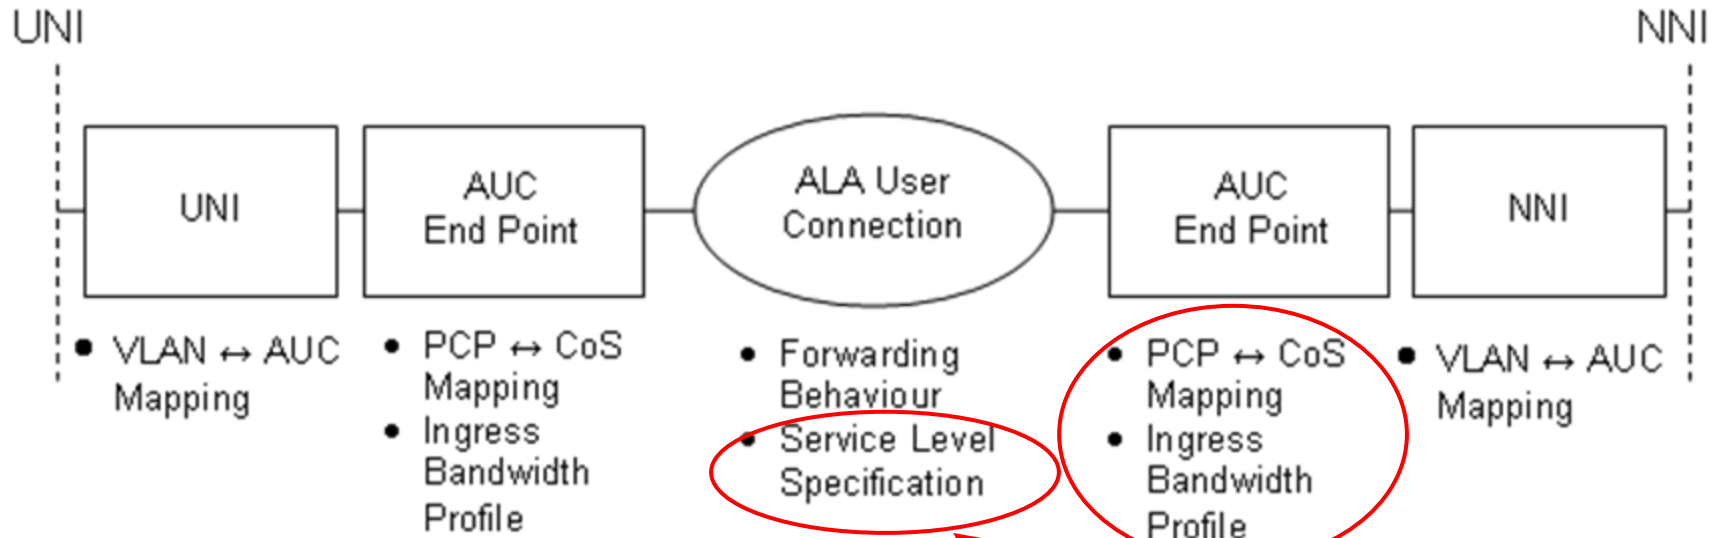 UNI
NNI
UNI
AUC
End Point
ALA User
Connection
AUC
End Point
NNI
● VLAN ↔ AUC
Mapping
● PCP ↔ CoS
Mapping
● Ingress
Bandwidth
Profile
● Forwarding
Behaviour
● Service Level
Specification
● PCP ↔ CoS
Mapping
● Ingress
Bandwidth
Profile
● VLAN ↔ AUC
Mapping